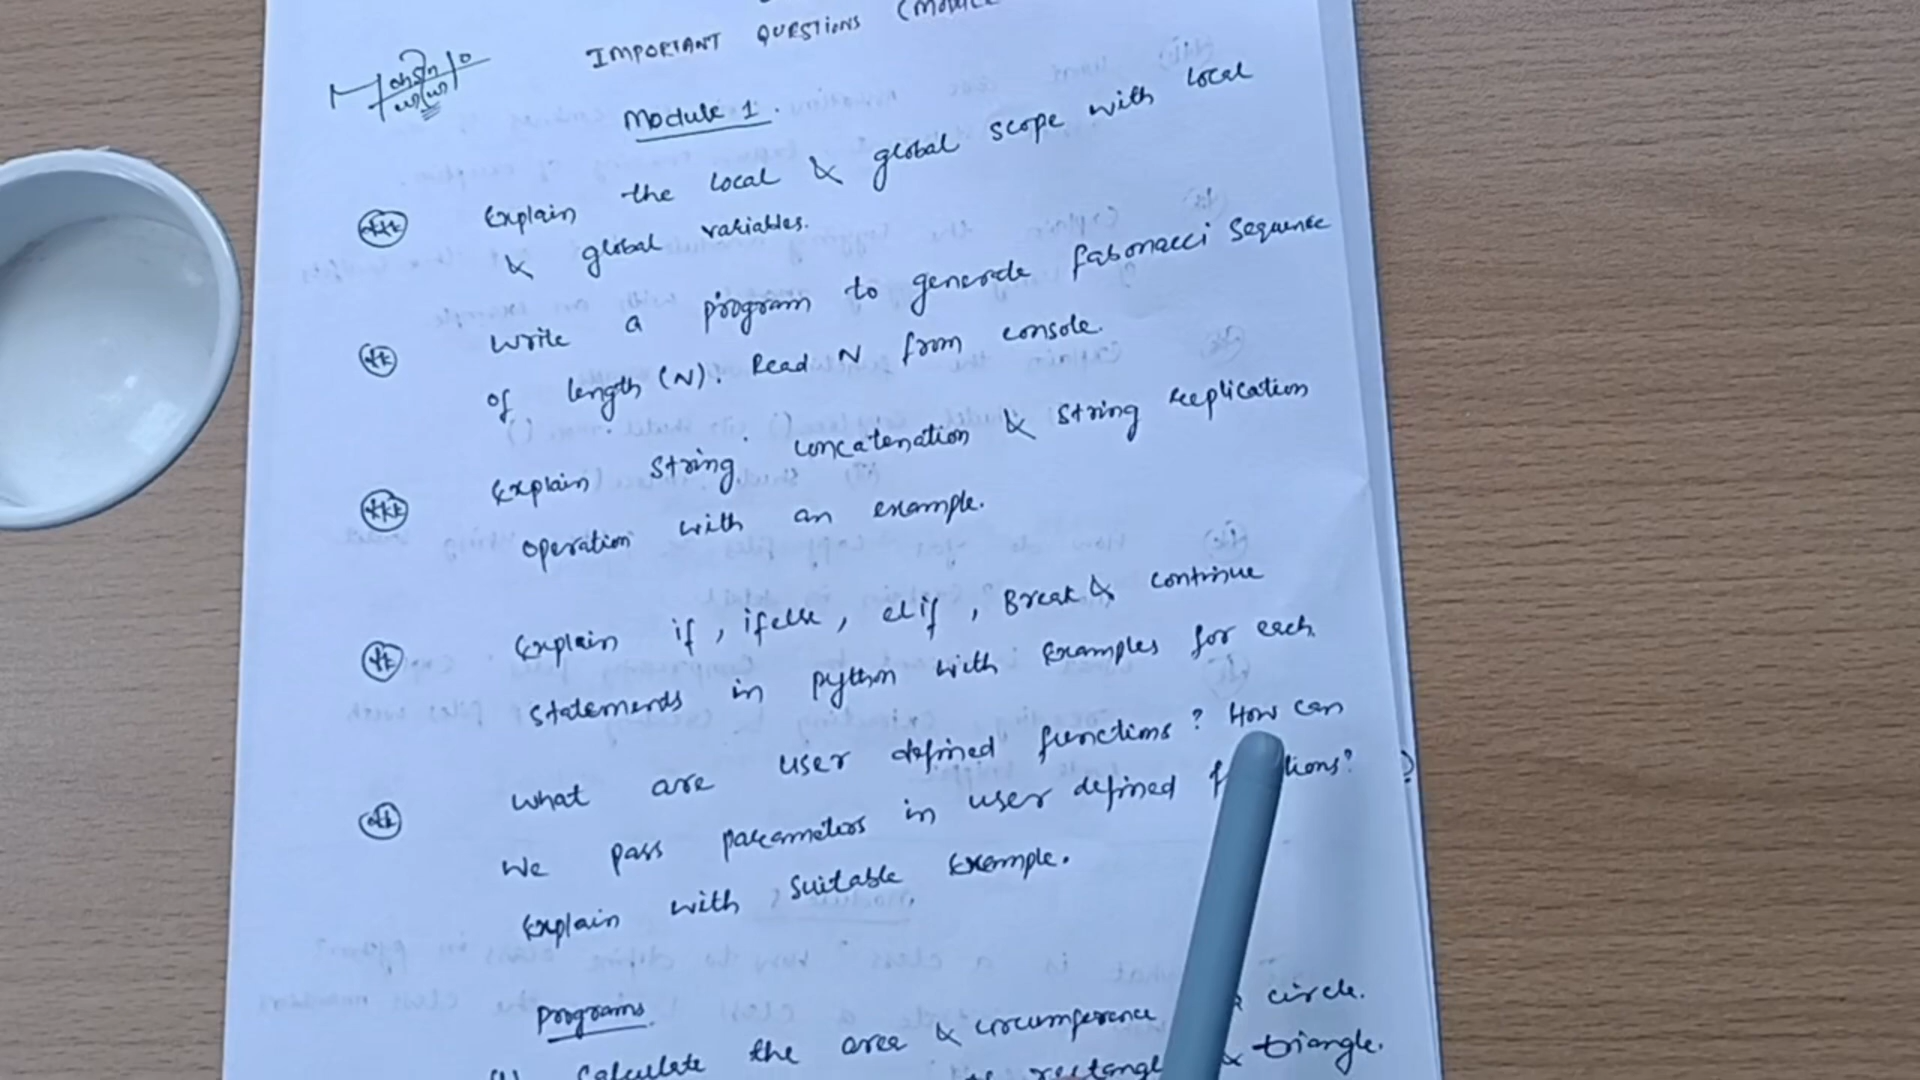 IMPORTANT QUESTIONS
Module 1.
*** Explain the local & global scope with local
& global variables.
** Write a program to generate fabonacci sequence
of length (N). Read N from console.
*** Explain string concatenation & string replication
operation with an example.
** Explain if, ifelse, elif, Break & continue
statements in python with Examples for each
** What are user defined functions? How can
we pass parameters in user defined
Explain with suitable Example.
Programs
(1) Calculate the area & circumference circle.
& triangle.